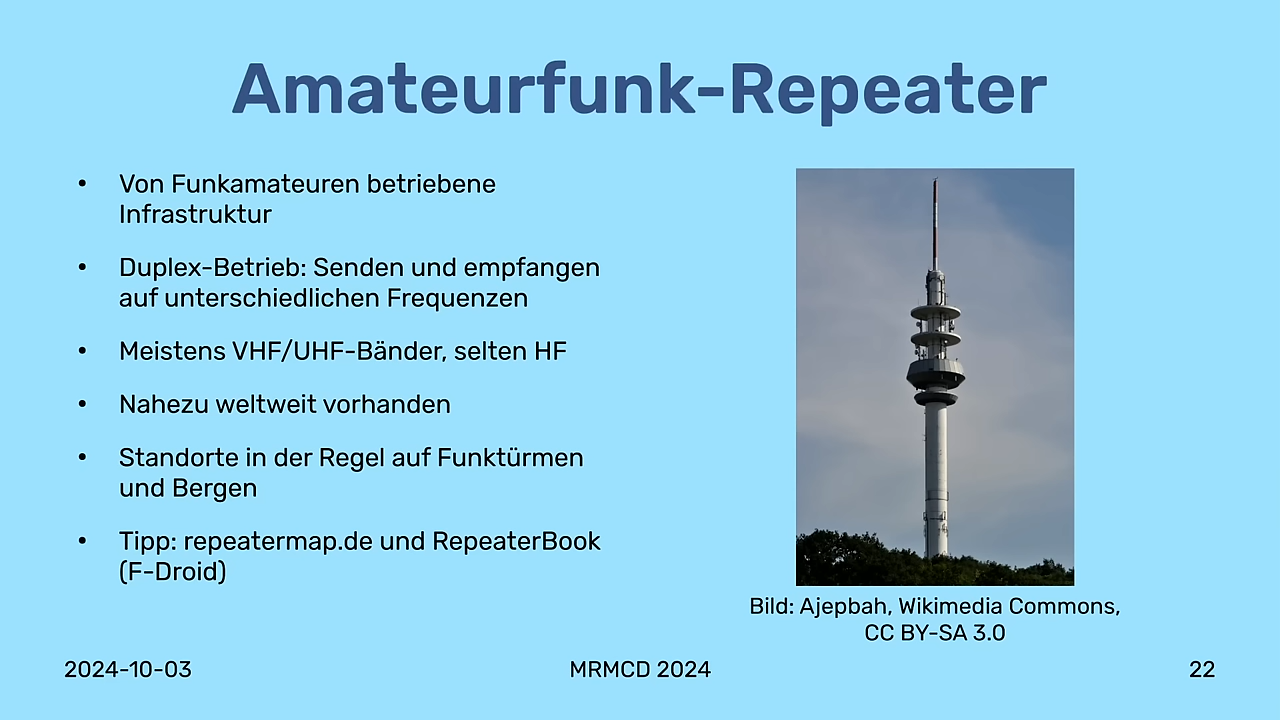 Amateurfunk-Repeater
• Von Funkamateuren betriebene
Infrastruktur
• Duplex-Betrieb: Senden und empfangen
auf unterschiedlichen Frequenzen
• Meistens VHF/UHF-Bänder, selten HF
• Nahezu weltweit vorhanden
• Standorte in der Regel auf Funktürmen
und Bergen
• Tipp: repeatermap.de und RepeaterBook
(F-Droid)
Bild: Ajepbah, Wikimedia Commons,
CC BY-SA 3.0
2024-10-03
MRMCD 2024
22